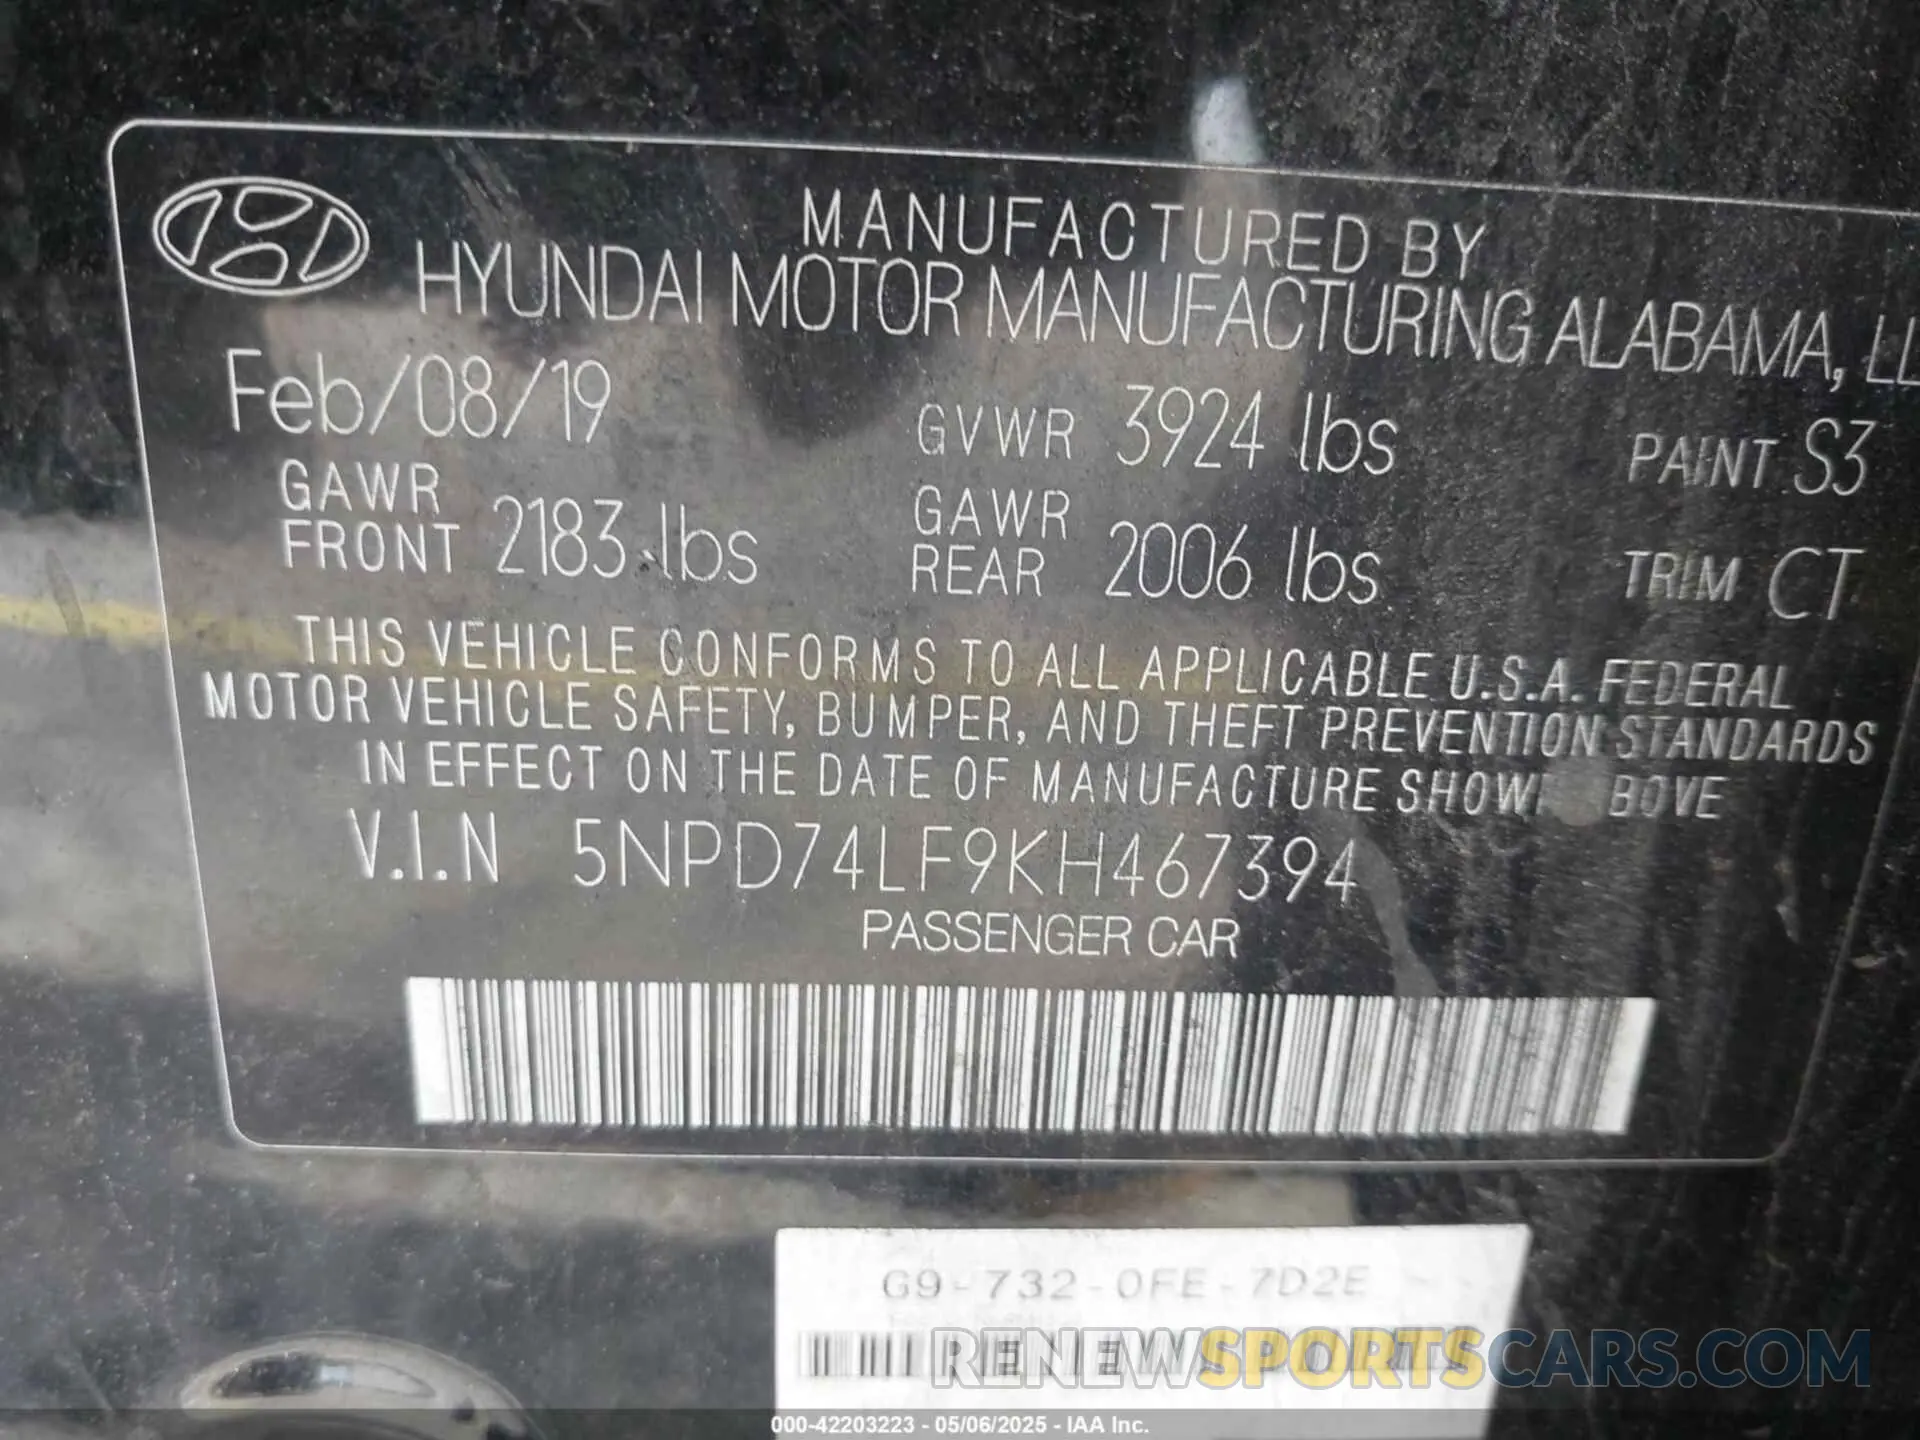 MANUFACTURED BY
HYUNDAI MOTOR MANUFACTURING ALABAMA, LL
Feb/08/19 GVWR 3924 lbs PAINT S3
GAWR FRONT 2183 lbs GAWR REAR 2006 lbs TRIM CT
THIS VEHICLE CONFORMS TO ALL APPLICABLE U.S.A. FEDERAL
MOTOR VEHICLE SAFETY, BUMPER, AND THEFT PREVENTION STANDARDS
IN EFFECT ON THE DATE OF MANUFACTURE SHOW BOVE
V.I.N 5NPD74LF9KH467394
PASSENGER CAR
G9-732-0FE-7D2E
RENEWSPORTSCARS.COM
000-42203223 - 05/06/2025 - IAA Inc.